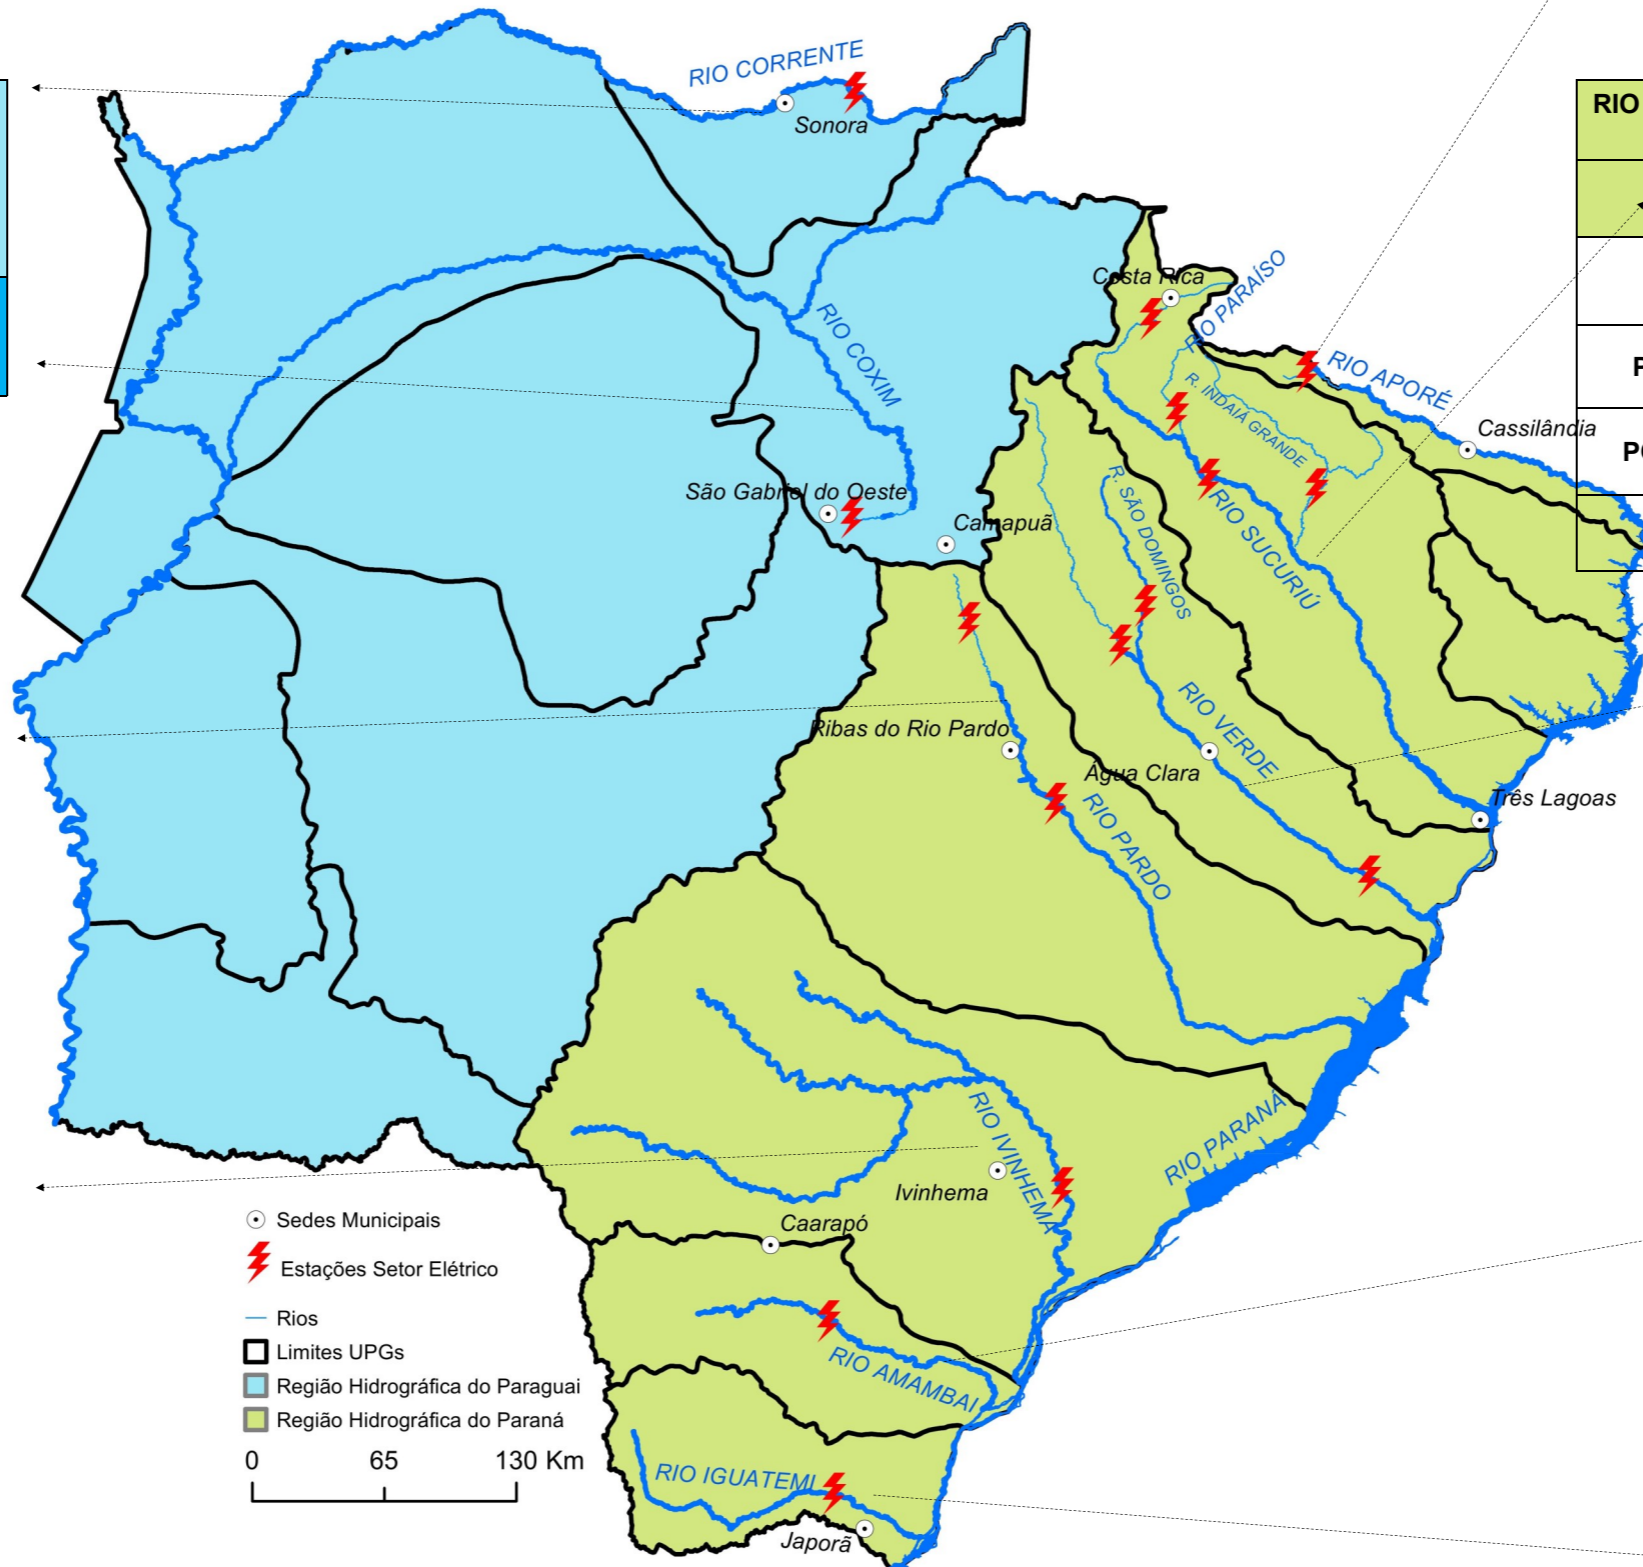 RIO CORRENTE
Sonora
RIO
Costa Rica
RIO PARAÍSO
RIO COXIM
RIO APORÉ
R. INDAIÁ GRANDE
Cassilândia
São Gabriel do Oeste
Camapuã
R. SÃO DOMINGOS
RIO SUCURIÚ
Ribas do Rio Pardo
RIO VERDE
Água Clara
Três Lagoas
RIO PARDO
RIO IVINHEMA
RIO PARANÁ
Ivinhema
Caarapó
Sedes Municipais
Estações Setor Elétrico
Rios
Limites UPGs
Região Hidrográfica do Paraguai
Região Hidrográfica do Paraná
0 65 130 Km
RIO AMAMBAI
RIO IGUATEMI
Japorã